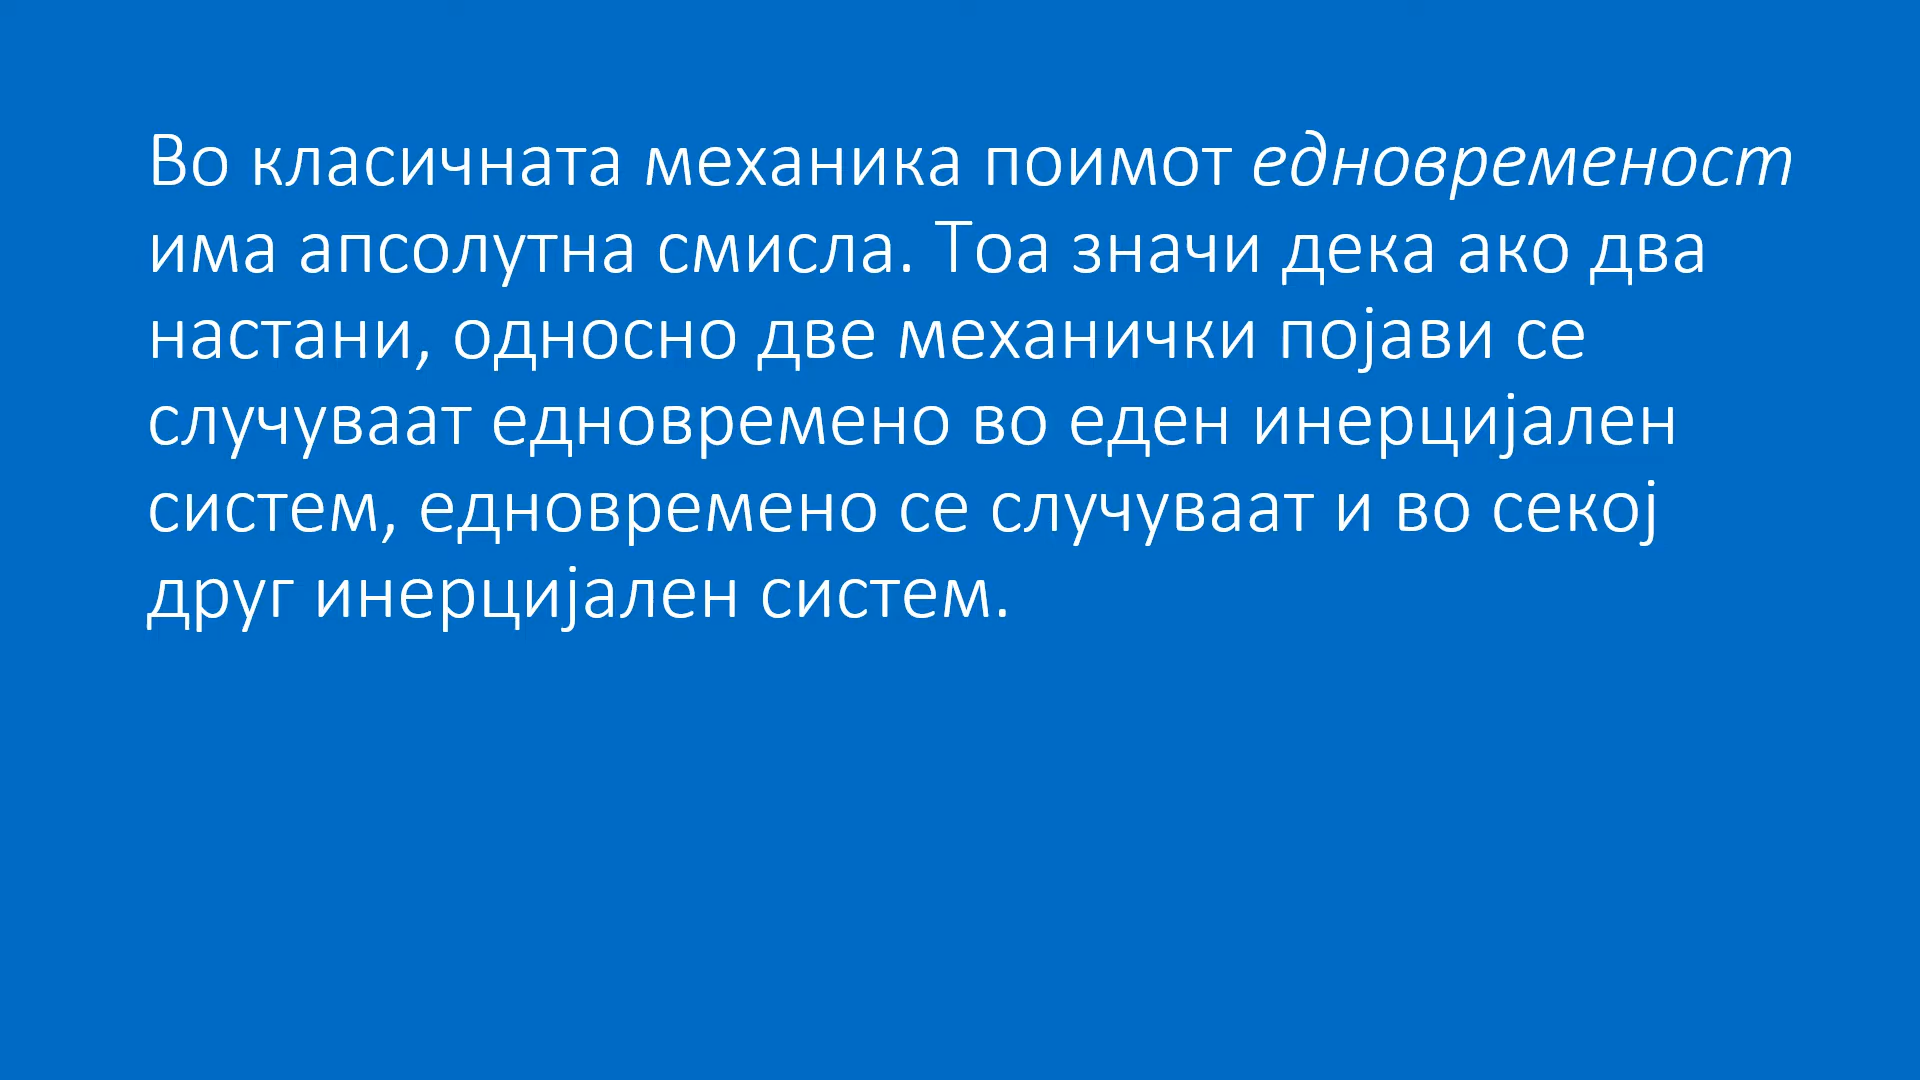 Во класичната механика поимот едновременост
има апсолутна смисла. Тоа значи дека ако два
настани, односно две механички појави се
случуваат едновремено во еден инерцијален
систем, едновремено се случуваат и во секој
друг инерцијален систем.